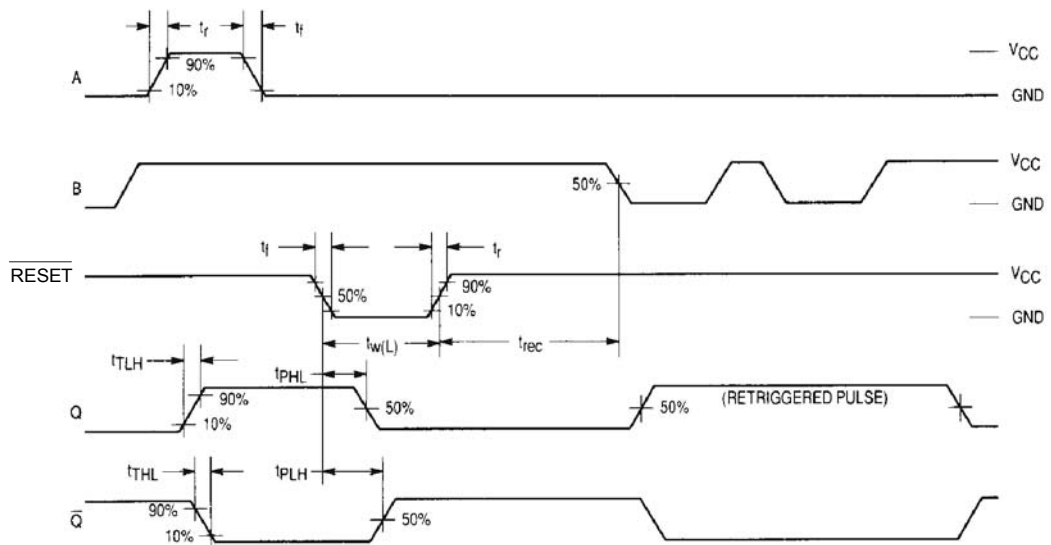 tr
tf
VCC
A
90%
10%
GND
VCC
B
50%
GND
tf
tr
RESET
VCC
50%
90%
10%
GND
tw(L)
trec
tTLH
tPHL
90%
Q
10%
50%
50%
(RETRIGGERED PULSE)
tTHL
tPLH
90%
Q
10%
50%